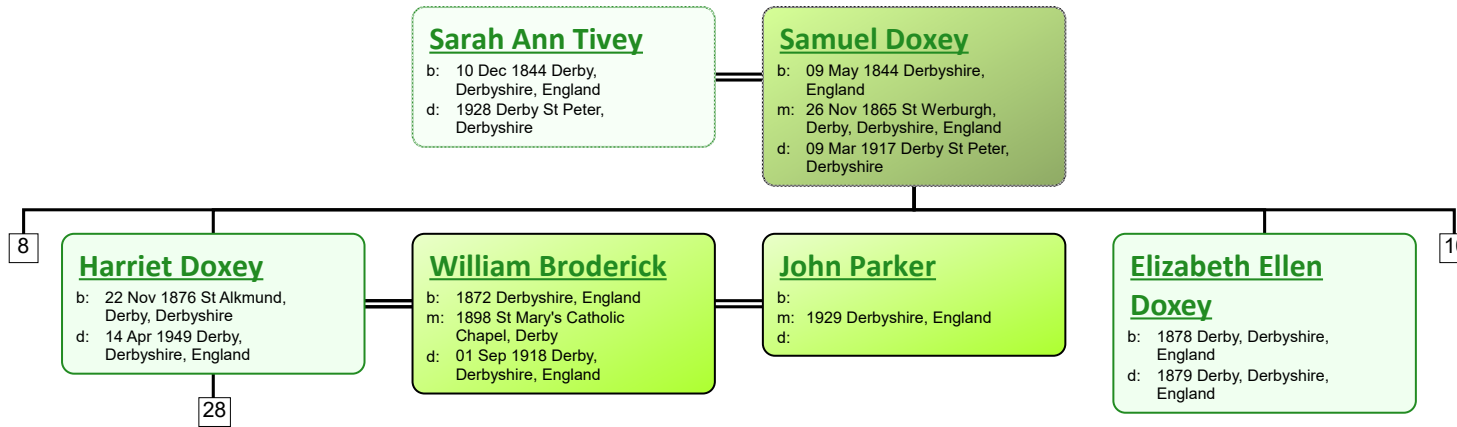 Sarah Ann Tivey
b: 10 Dec 1844 Derby,
Derbyshire, England
d: 1928 Derby St Peter,
Derbyshire
Samuel Doxey
b: 09 May 1844 Derbyshire,
England
m: 26 Nov 1865 St Werburgh,
Derby, Derbyshire, England
d: 09 Mar 1917 Derby St Peter,
Derbyshire
8
Harriet Doxey
b: 22 Nov 1876 St Alkmund,
Derby, Derbyshire
d: 14 Apr 1949 Derby,
Derbyshire, England
28
William Broderick
b: 1872 Derbyshire, England
m: 1898 St Mary's Catholic
Chapel, Derby
d: 01 Sep 1918 Derby,
Derbyshire, England
John Parker
b:
m: 1929 Derbyshire, England
d:
Elizabeth Ellen
Doxey
b: 1878 Derby, Derbyshire,
England
d: 1879 Derby, Derbyshire,
England